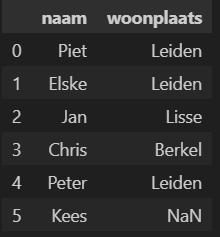 naam woonplaats
0 Piet Leiden
1 Elske Leiden
2 Jan Lisse
3 Chris Berkel
4 Peter Leiden
5 Kees NaN